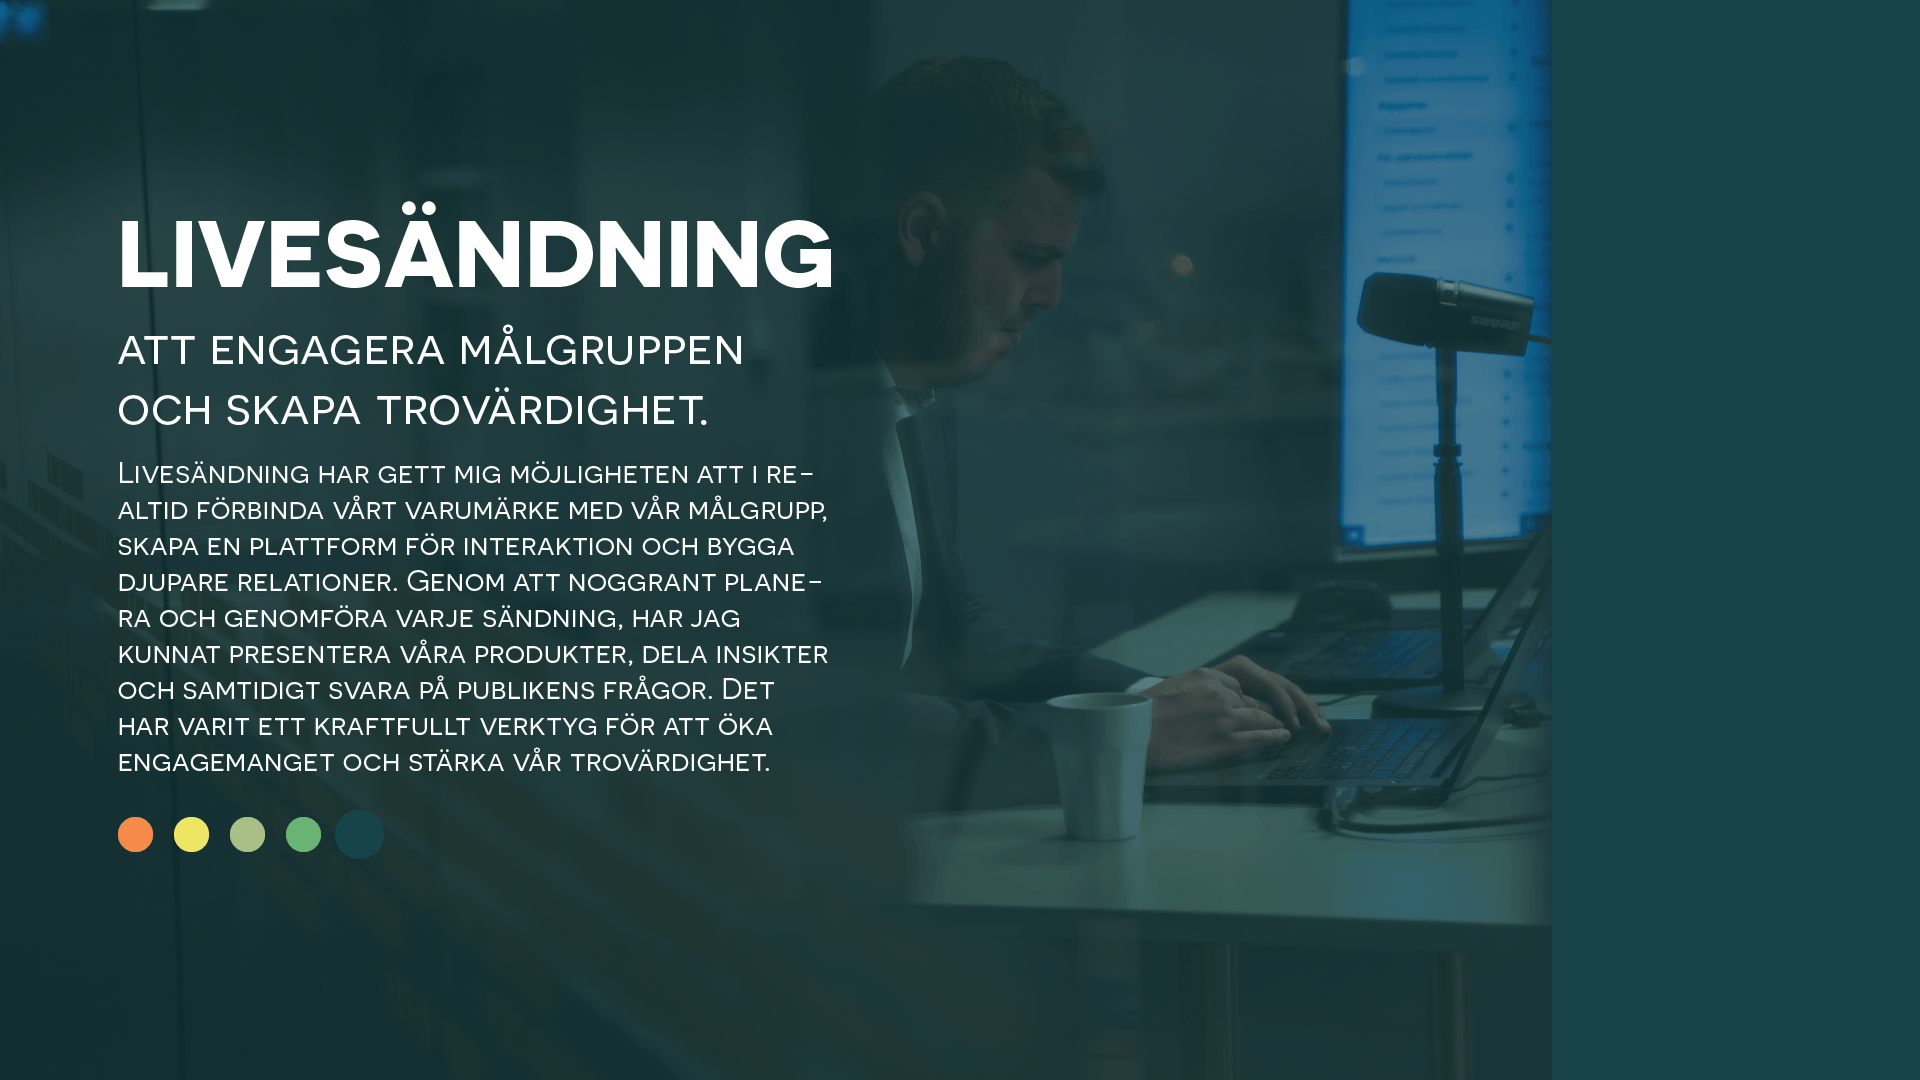 LIVESÄNDNING
ATT ENGAGERA MÅLGRUPPEN
OCH SKAPA TROVÄRDIGHET.
LIVESÄNDNING HAR GETT MIG MÖJLIGHETEN ATT I RE-
ALTID FÖRBINDA VÅRT VARUMÄRKE MED VÅR MÅLGRUPP,
SKAPA EN PLATTFORM FÖR INTERAKTION OCH BYGGA
DJUPARE RELATIONER. GENOM ATT NOGGRANT PLANE-
RA OCH GENOMFÖRA VARJE SÄNDNING, HAR JAG
KUNNAT PRESENTERA VÅRA PRODUKTER, DELA INSIKTER
OCH SAMTIDIGT SVARA PÅ PUBLIKENS FRÅGOR. DET
HAR VARIT ETT KRAFTFULLT VERKTYG FÖR ATT ÖKA
ENGAGEMANGET OCH STÄRKA VÅR TROVÄRDIGHET.
SHURE